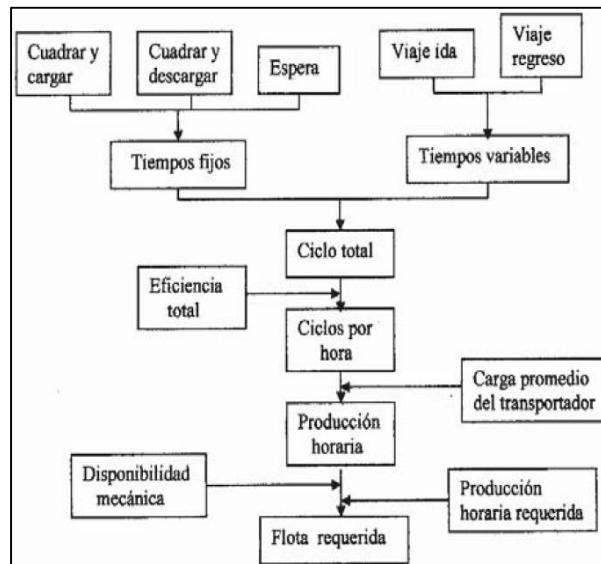 Cuadrar y
cargar
Cuadrar y
descargar
Espera
Viaje ida
Viaje
regreso
Tiempos fijos
Tiempos variables
Ciclo total
Eficiencia
total
Ciclos por
hora
Carga promedio
del transportador
Producción
horaria
Disponibilidad
mecánica
Producción
horaria requerida
Flota requerida